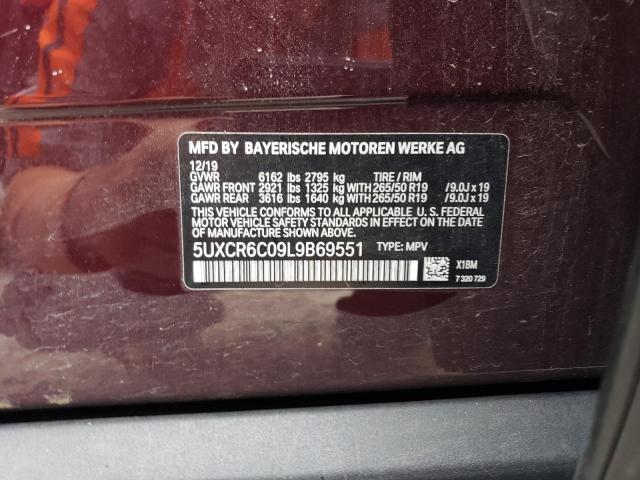 MFD BY BAYERISCHE MOTOREN WERKE AG
12/19
GVWR 6162 lbs 2795 kg TIRE / RIM
GAWR FRONT 2921 lbs 1325 kg WITH 265/50 R19 /9.0J x 19
GAWR REAR 3616 lbs 1640 kg WITH 265/50 R19 /9.0J x 19
THIS VEHICLE CONFORMS TO ALL APPLICABLE U. S. FEDERAL
MOTOR VEHICLE SAFETY STANDARDS IN EFFECT ON THE DATE
OF MANUFACTURE SHOWN ABOVE.
5UXCR6C09L9B69551 TYPE: MPV
X1BM
7 320 729